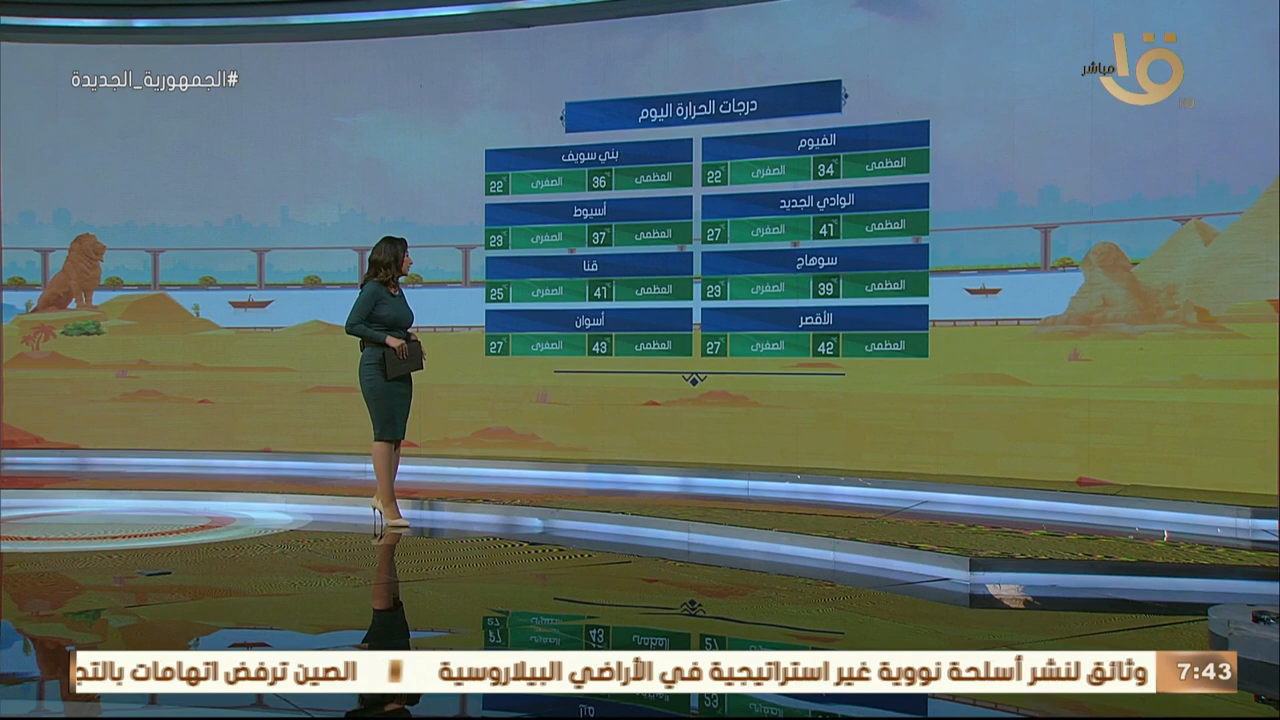 #الجمهورية_الجديدة
مباشر
درجات الحرارة اليوم
الفيوم
العظمى 34 الصغرى 22
بني سويف
العظمى 36 الصغرى 22
الوادي الجديد
العظمى 41 الصغرى 27
أسيوط
العظمى 37 الصغرى 23
سوهاج
العظمى 39 الصغرى 23
قنا
العظمى 41 الصغرى 25
الأقصر
العظمى 42 الصغرى 27
أسوان
العظمى 43 الصغرى 27
7:43 وثائق لنشر أسلحة نووية غير استراتيجية في الأراضي البيلاروسية الصين ترفض اتهامات